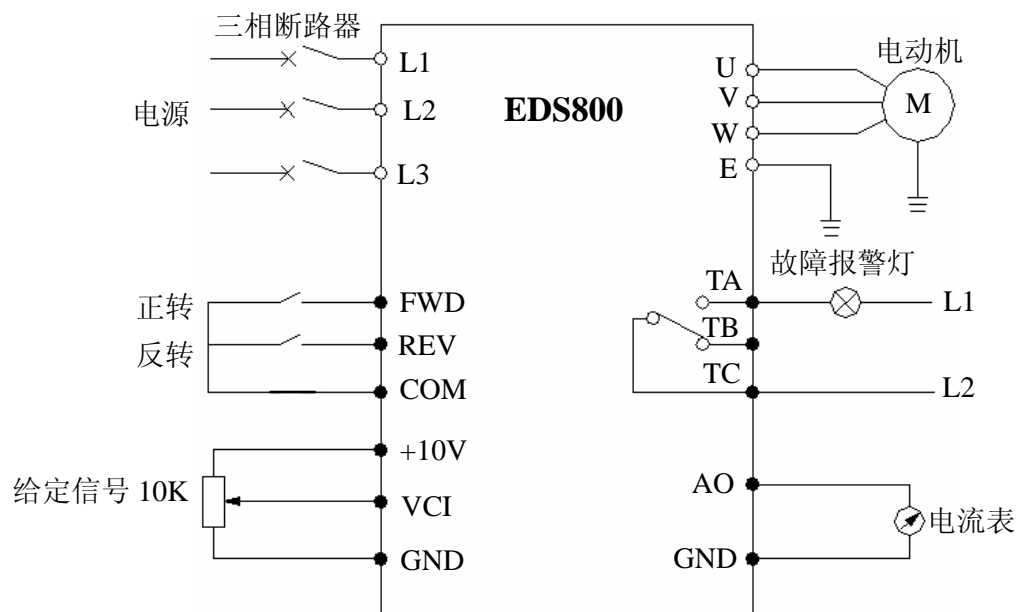 三相断路器
L1
电源
L2
L3
EDS800
U
V
W
E
电动机
M
正转
FWD
反转
REV
COM
故障报警灯
TA
L1
TB
TC
L2
+10V
给定信号 10K
VCI
GND
AO
电流表
GND